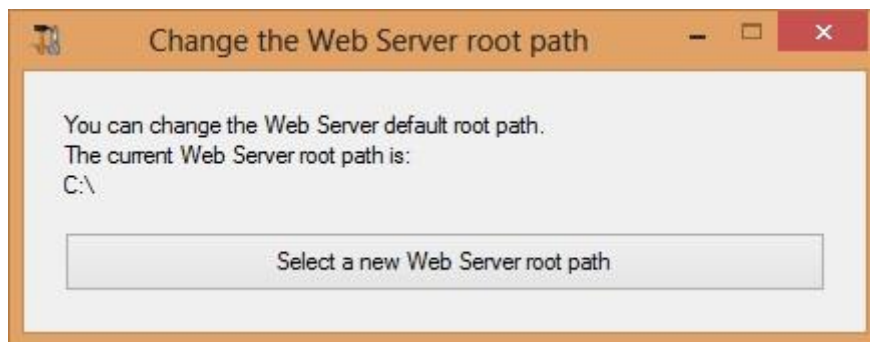 Change the Web Server root path
You can change the Web Server default root path.
The current Web Server root path is:
C:\
Select a new Web Server root path